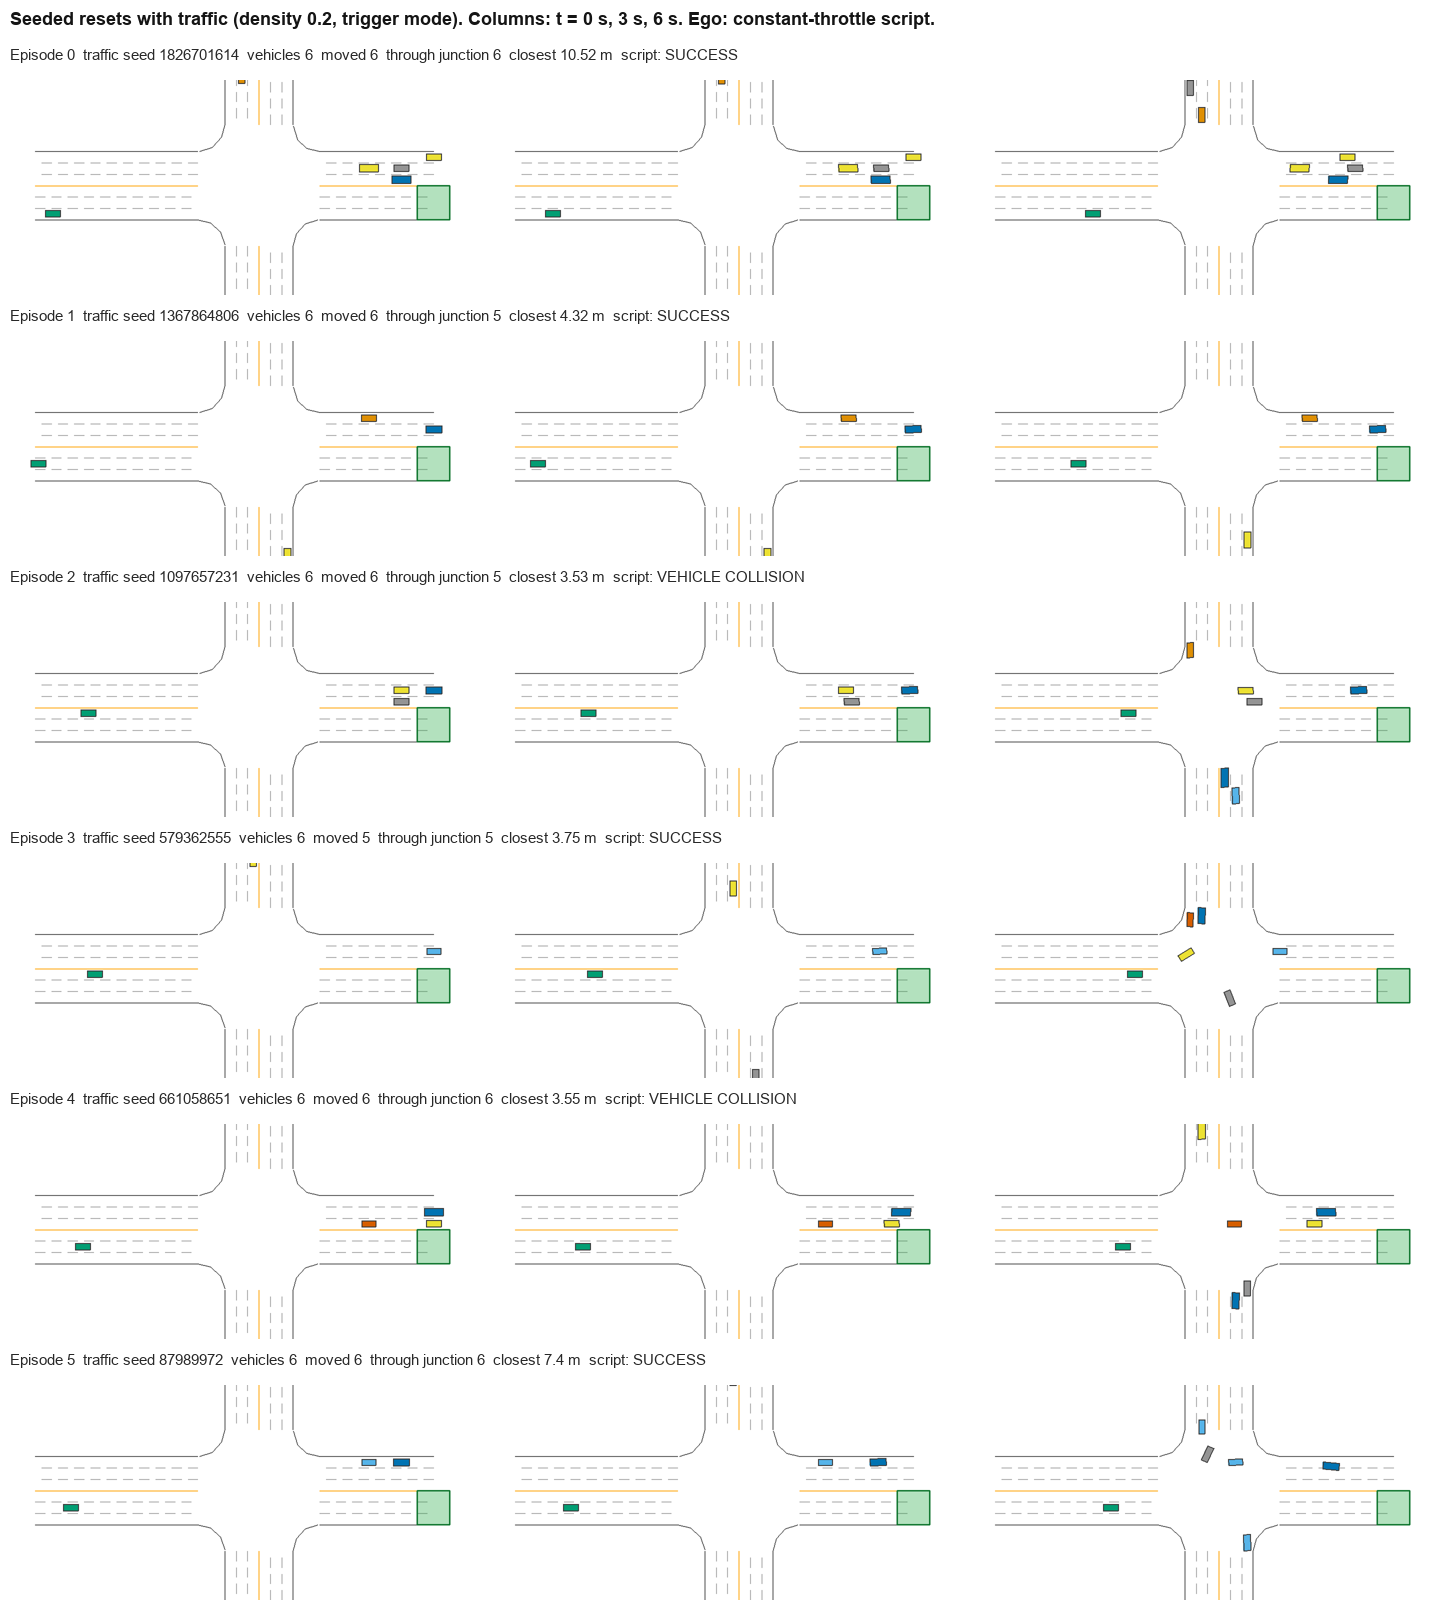 Seeded resets with traffic (density 0.2, trigger mode). Columns: t = 0 s, 3 s, 6 s. Ego: constant-throttle script.
Episode 0  traffic seed 1826701614  vehicles 6  moved 6  through junction 6  closest 10.52 m  script: SUCCESS
Episode 1  traffic seed 1367864806  vehicles 6  moved 6  through junction 5  closest 4.32 m  script: SUCCESS
Episode 2  traffic seed 1097657231  vehicles 6  moved 6  through junction 5  closest 3.53 m  script: VEHICLE COLLISION
Episode 3  traffic seed 579362555  vehicles 6  moved 5  through junction 5  closest 3.75 m  script: SUCCESS
Episode 4  traffic seed 661058651  vehicles 6  moved 6  through junction 6  closest 3.55 m  script: VEHICLE COLLISION
Episode 5  traffic seed 87989972  vehicles 6  moved 6  through junction 6  closest 7.4 m  script: SUCCESS